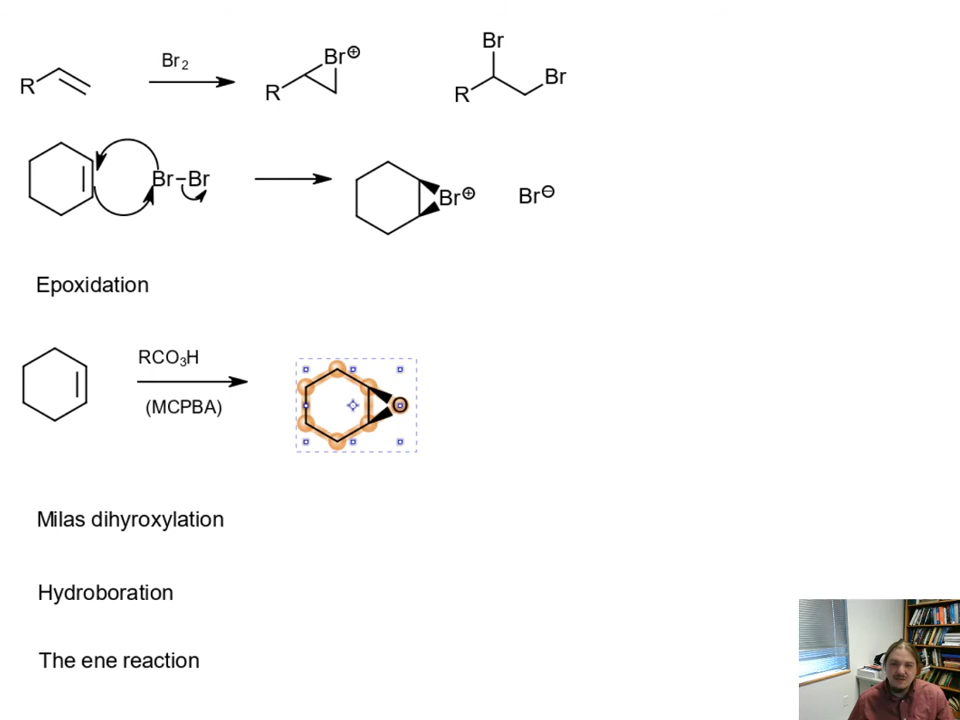 Br
Br2
Br⊕
R
R
Br
R
Br–Br
Br⊕
Br⊖
Epoxidation
RCO3H
(MCPBA)
O
Milas dihyroxylation
Hydroboration
The ene reaction